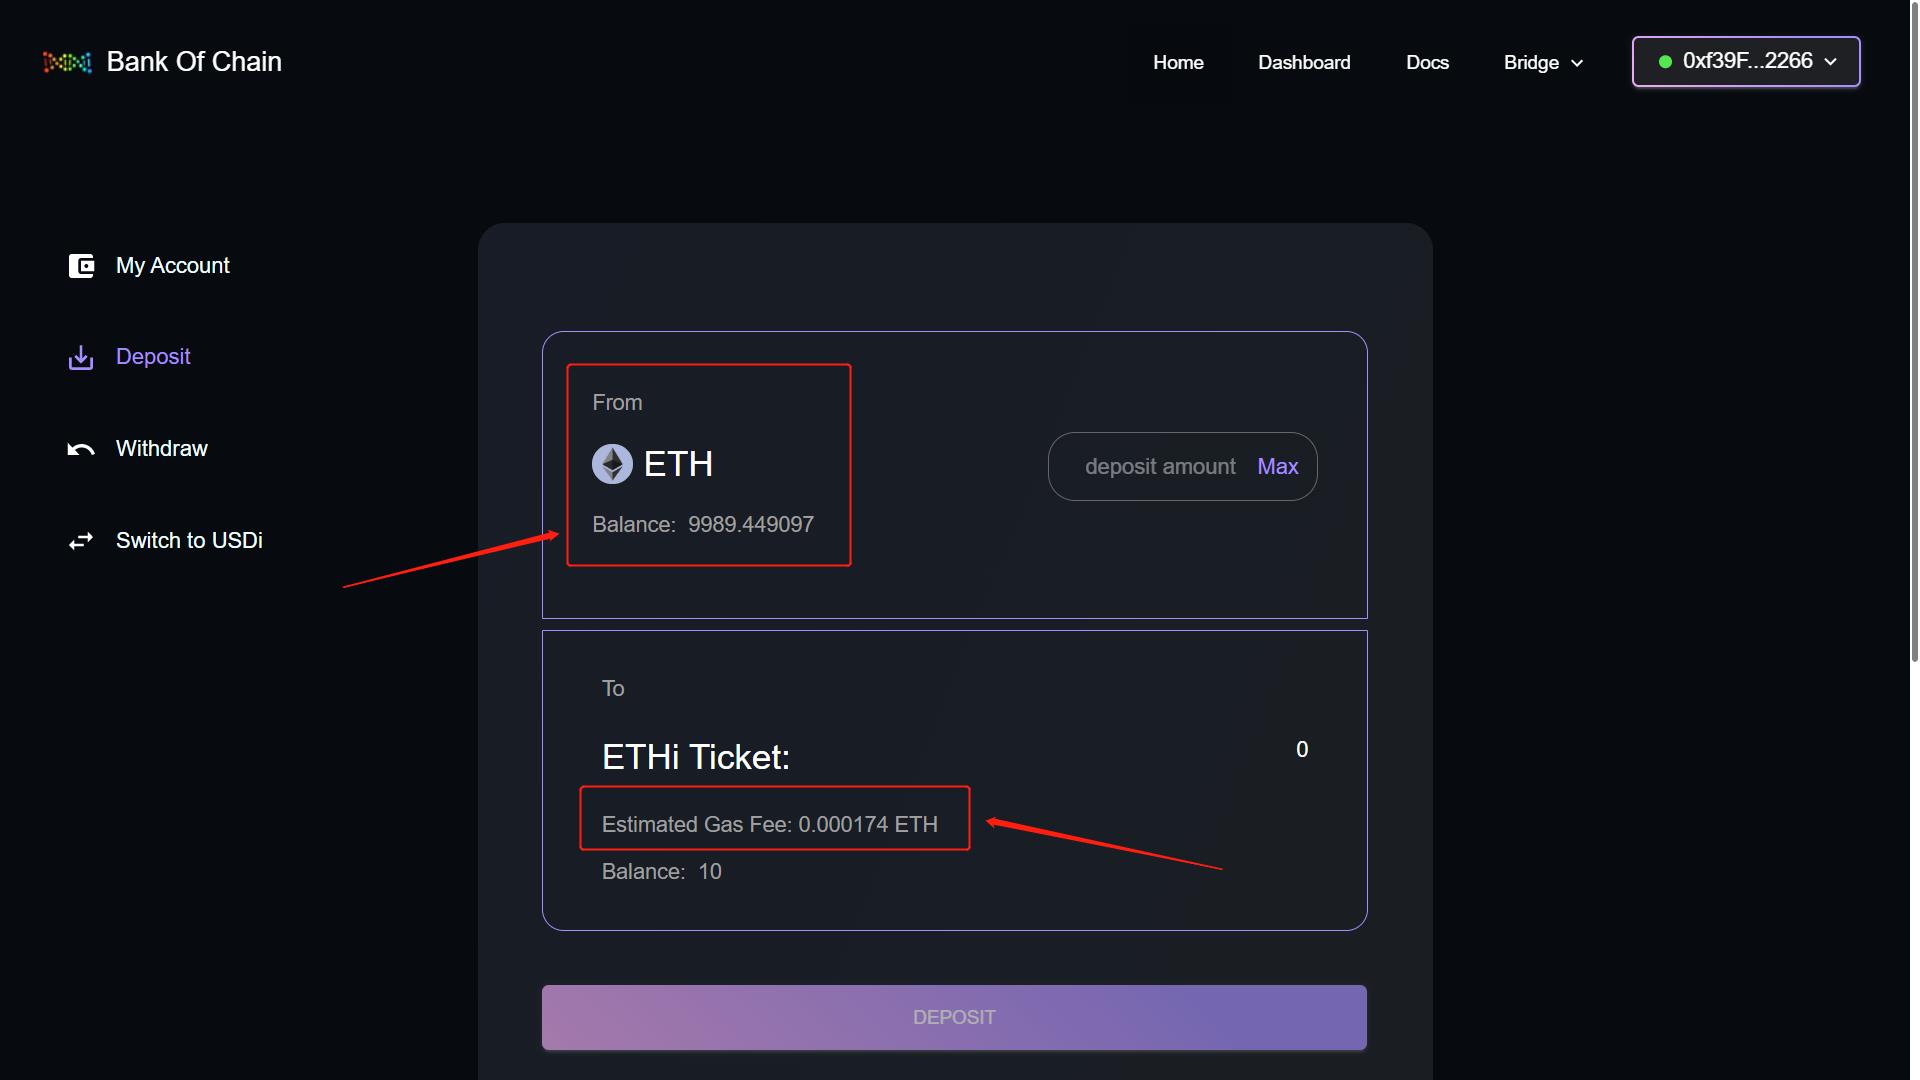 Bank Of Chain
Home
Dashboard
Docs
Bridge
0xf39F...2266
My Account
Deposit
Withdraw
Switch to USDi
From
ETH
Balance: 9989.449097
deposit amount
Max
To
ETHi Ticket:
0
Estimated Gas Fee: 0.000174 ETH
Balance: 10
DEPOSIT